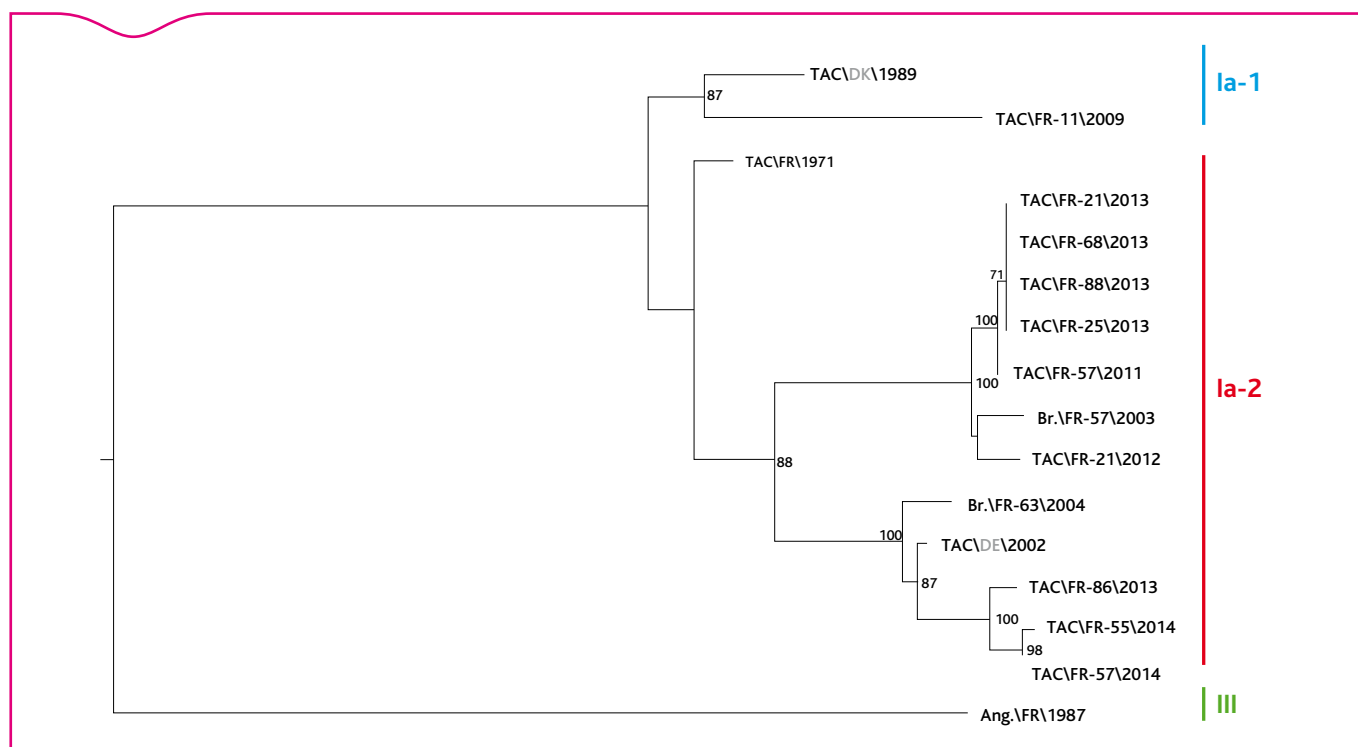 TAC\DK\1989
Ia-1
87
TAC\FR-11\2009
TAC\FR\1971
TAC\FR-21\2013
TAC\FR-68\2013
71
TAC\FR-88\2013
100
TAC\FR-25\2013
TAC\FR-57\2011
100
Ia-2
Br.\FR-57\2003
88
TAC\FR-21\2012
Br.\FR-63\2004
100
TAC\DE\2002
87
TAC\FR-86\2013
100
TAC\FR-55\2014
98
TAC\FR-57\2014
III
Ang.\FR\1987